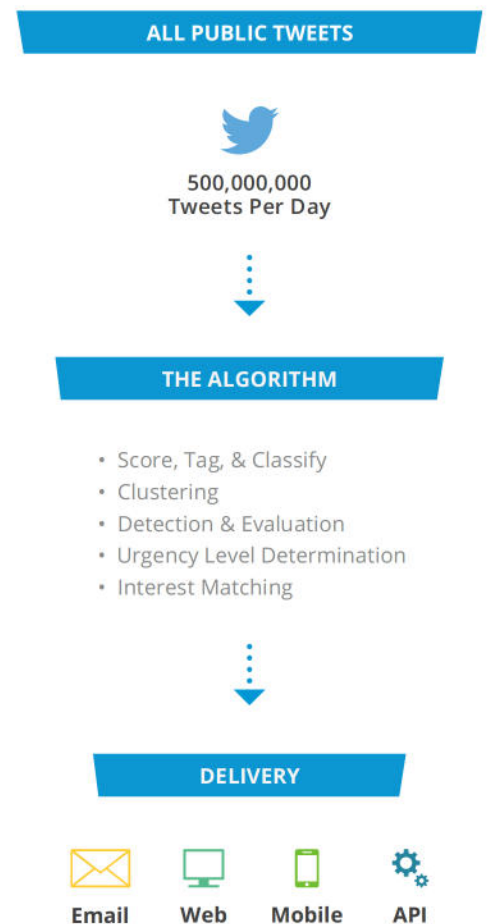 ALL PUBLIC TWEETS
500,000,000
Tweets Per Day
THE ALGORITHM
• Score, Tag, & Classify
• Clustering
• Detection & Evaluation
• Urgency Level Determination
• Interest Matching
DELIVERY
Email Web Mobile API